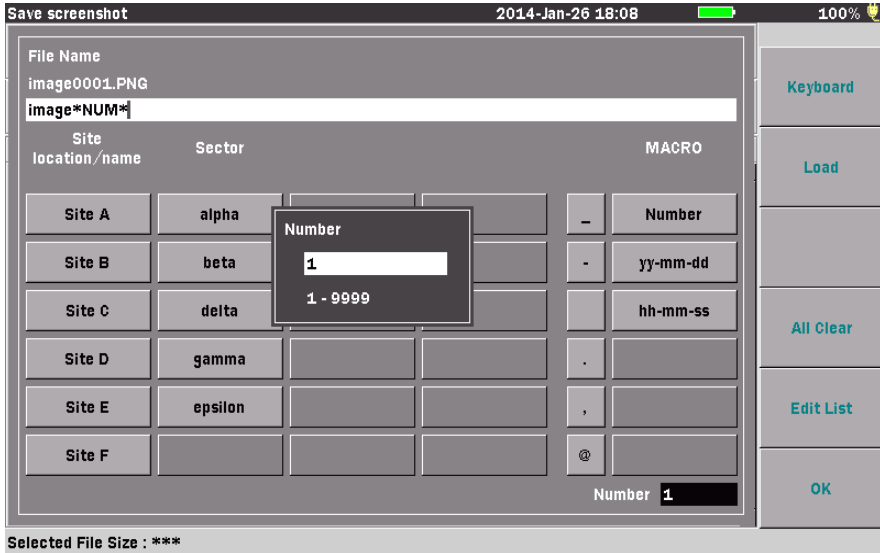 Save screenshot 2014-Jan-26 18:08 100%
File Name
image0001.PNG
image*NUM*
Site
location/name
Sector
MACRO
Site A alpha _ Number
Site B beta - yy-mm-dd
Site C delta hh-mm-ss
Site D gamma .
Site E epsilon ,
Site F @
Number
1
1 - 9999
Number 1
Keyboard
Load
All Clear
Edit List
OK
Selected File Size : ***